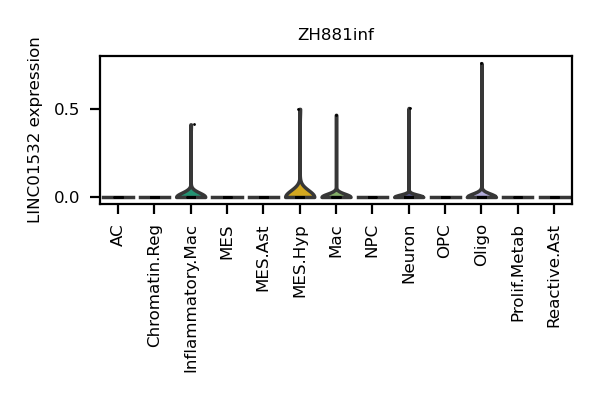 ZH881inf
LINC01532 expression
0.5
0.0
AC
Chromatin.Reg
Inflammatory.Mac
MES
MES.Ast
MES.Hyp
Mac
NPC
Neuron
OPC
Oligo
Prolif.Metab
Reactive.Ast